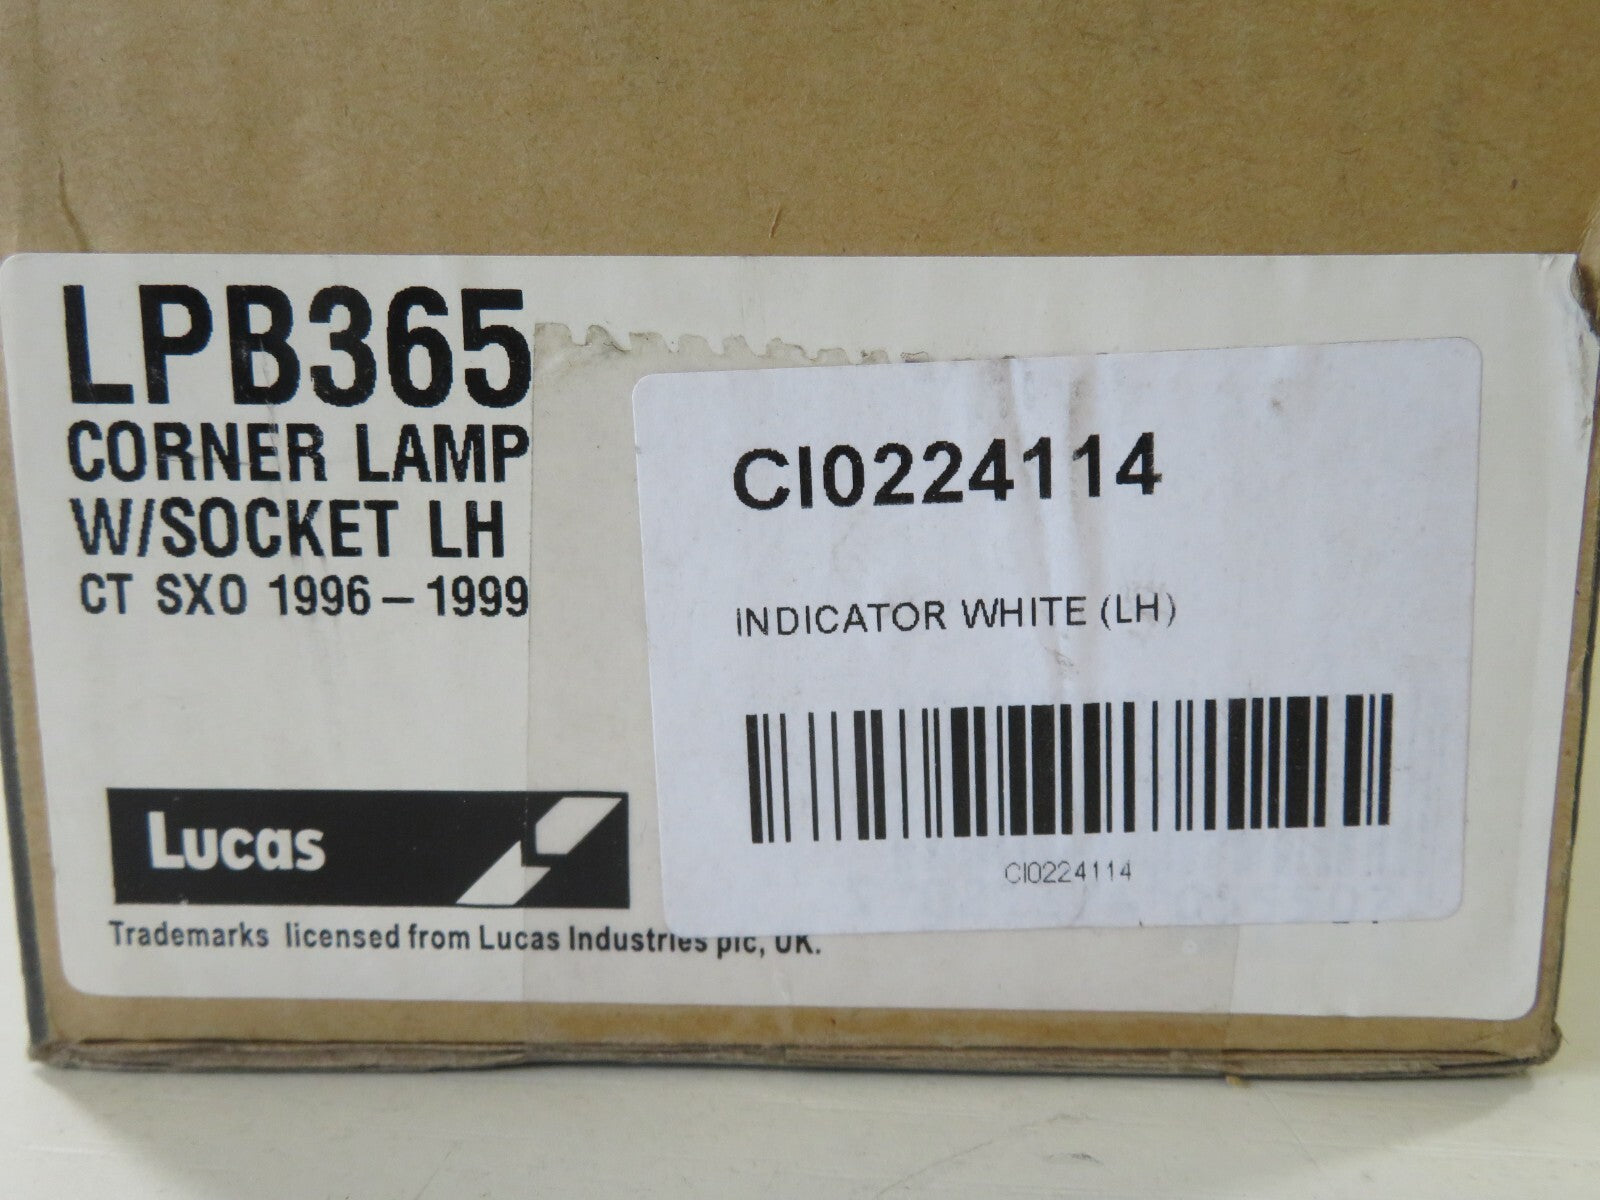 LPB365
CORNER LAMP
W/SOCKET LH
CT SXO 1996-1999
Lucas
Trademarks licensed from Lucas Industries plc, UK.
CI0224114
INDICATOR WHITE (LH)
CI0224114